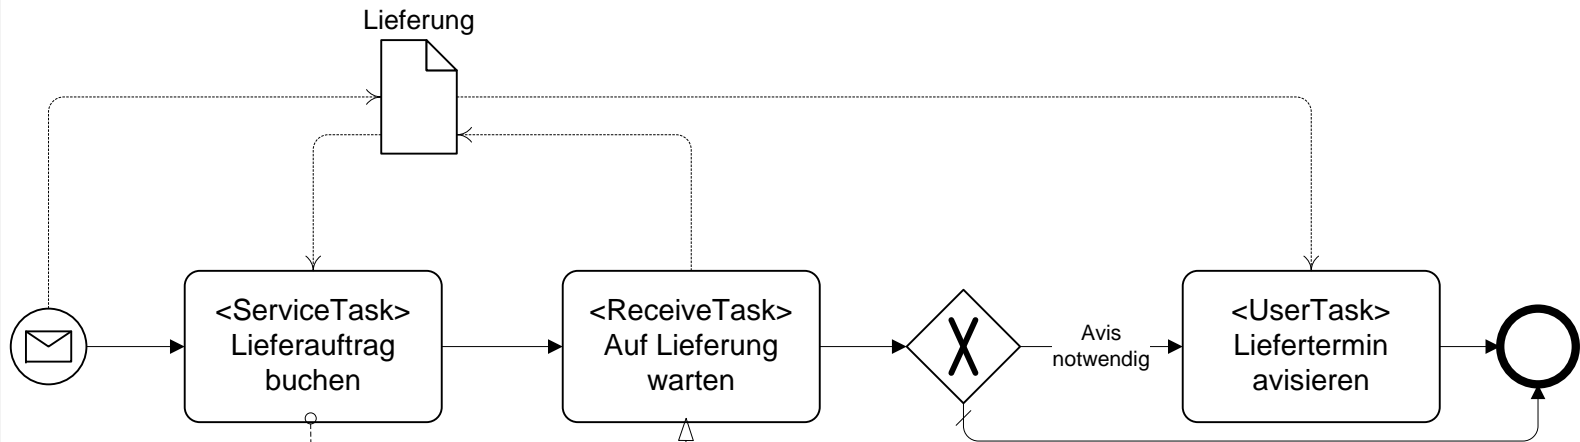 Lieferung
<ServiceTask>
Lieferauftrag
buchen
<ReceiveTask>
Auf Lieferung
warten
X
Avis
notwendig
<UserTask>
Liefertermin
avisieren